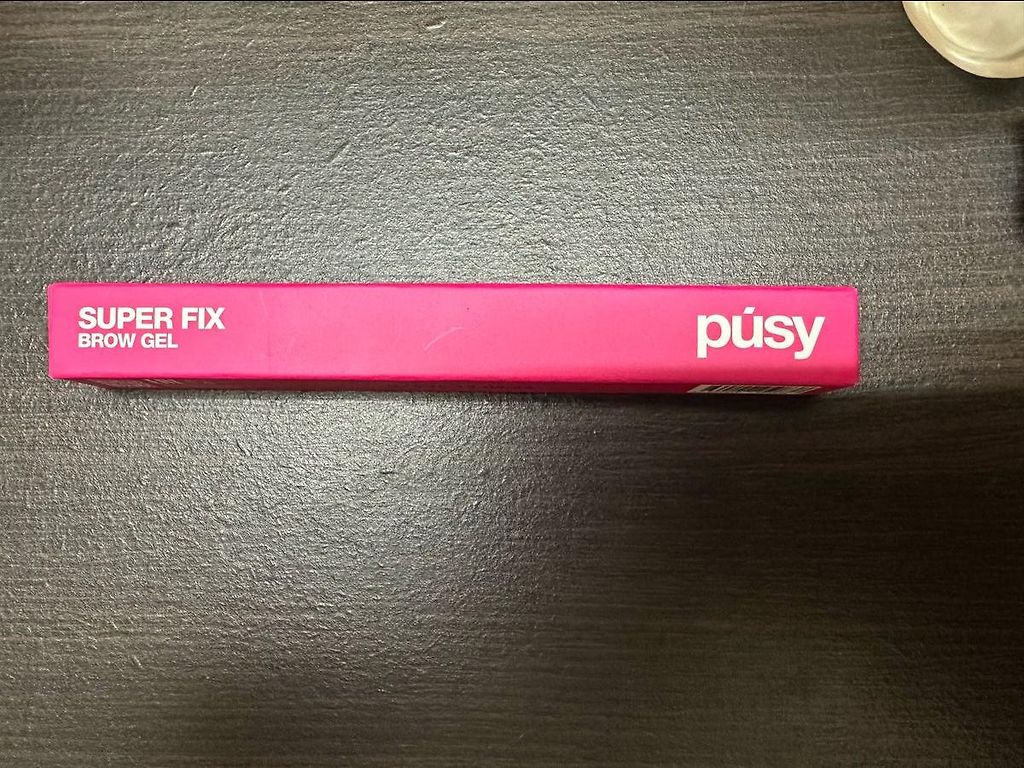 SUPER FIX
BROW GEL
púsy